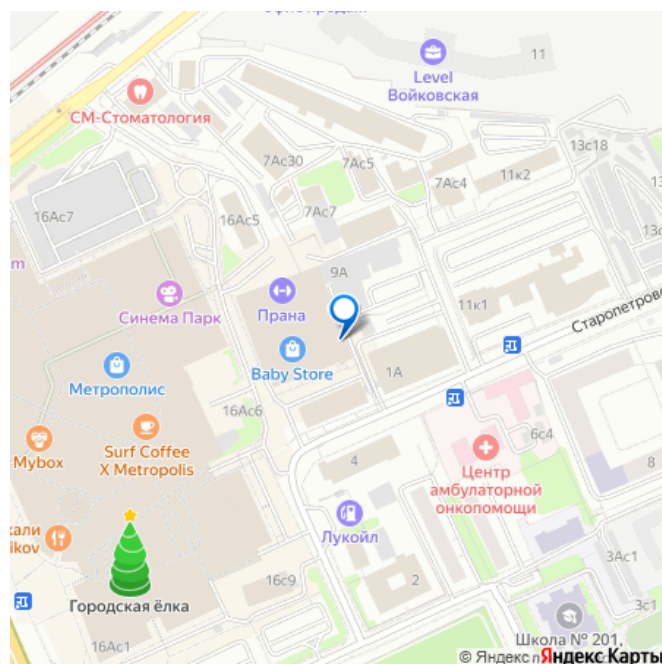 Level
Войковская
11
СМ-Стоматология
13с18
7Ас30
7Ас5
7Ас4
11к2
16Ас7
16Ас5
7Ас7
9А
11к1
Синема Парк
Прана
Старопетровс
Baby Store
1А
Метрополис
16Ас6
Mybox
Surf Coffee
X Metropolis
4
6с4
8
Центр
амбулаторной
онкопомощи
Лукойл
3Ас1
16с9
2
Городская ёлка
3с1
16Ас1
Школа № 201,
© Яндекс
Яндекс Карты